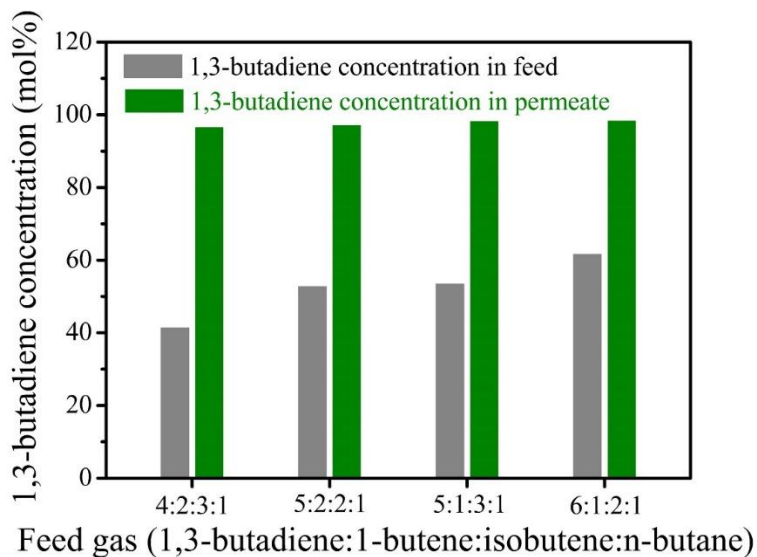 1,3-butadiene concentration (mol%)
120
100
80
60
40
20
0
1,3-butadiene concentration in feed
1,3-butadiene concentration in permeate
4:2:3:1 5:2:2:1 5:1:3:1 6:1:2:1
Feed gas (1,3-butadiene:1-butene:isobutene:n-butane)